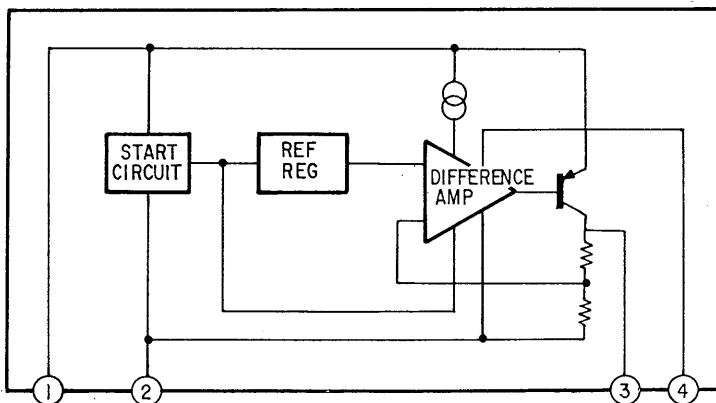 START
CIRCUIT
REF
REG
DIFFERENCE
AMP
1
2
3
4